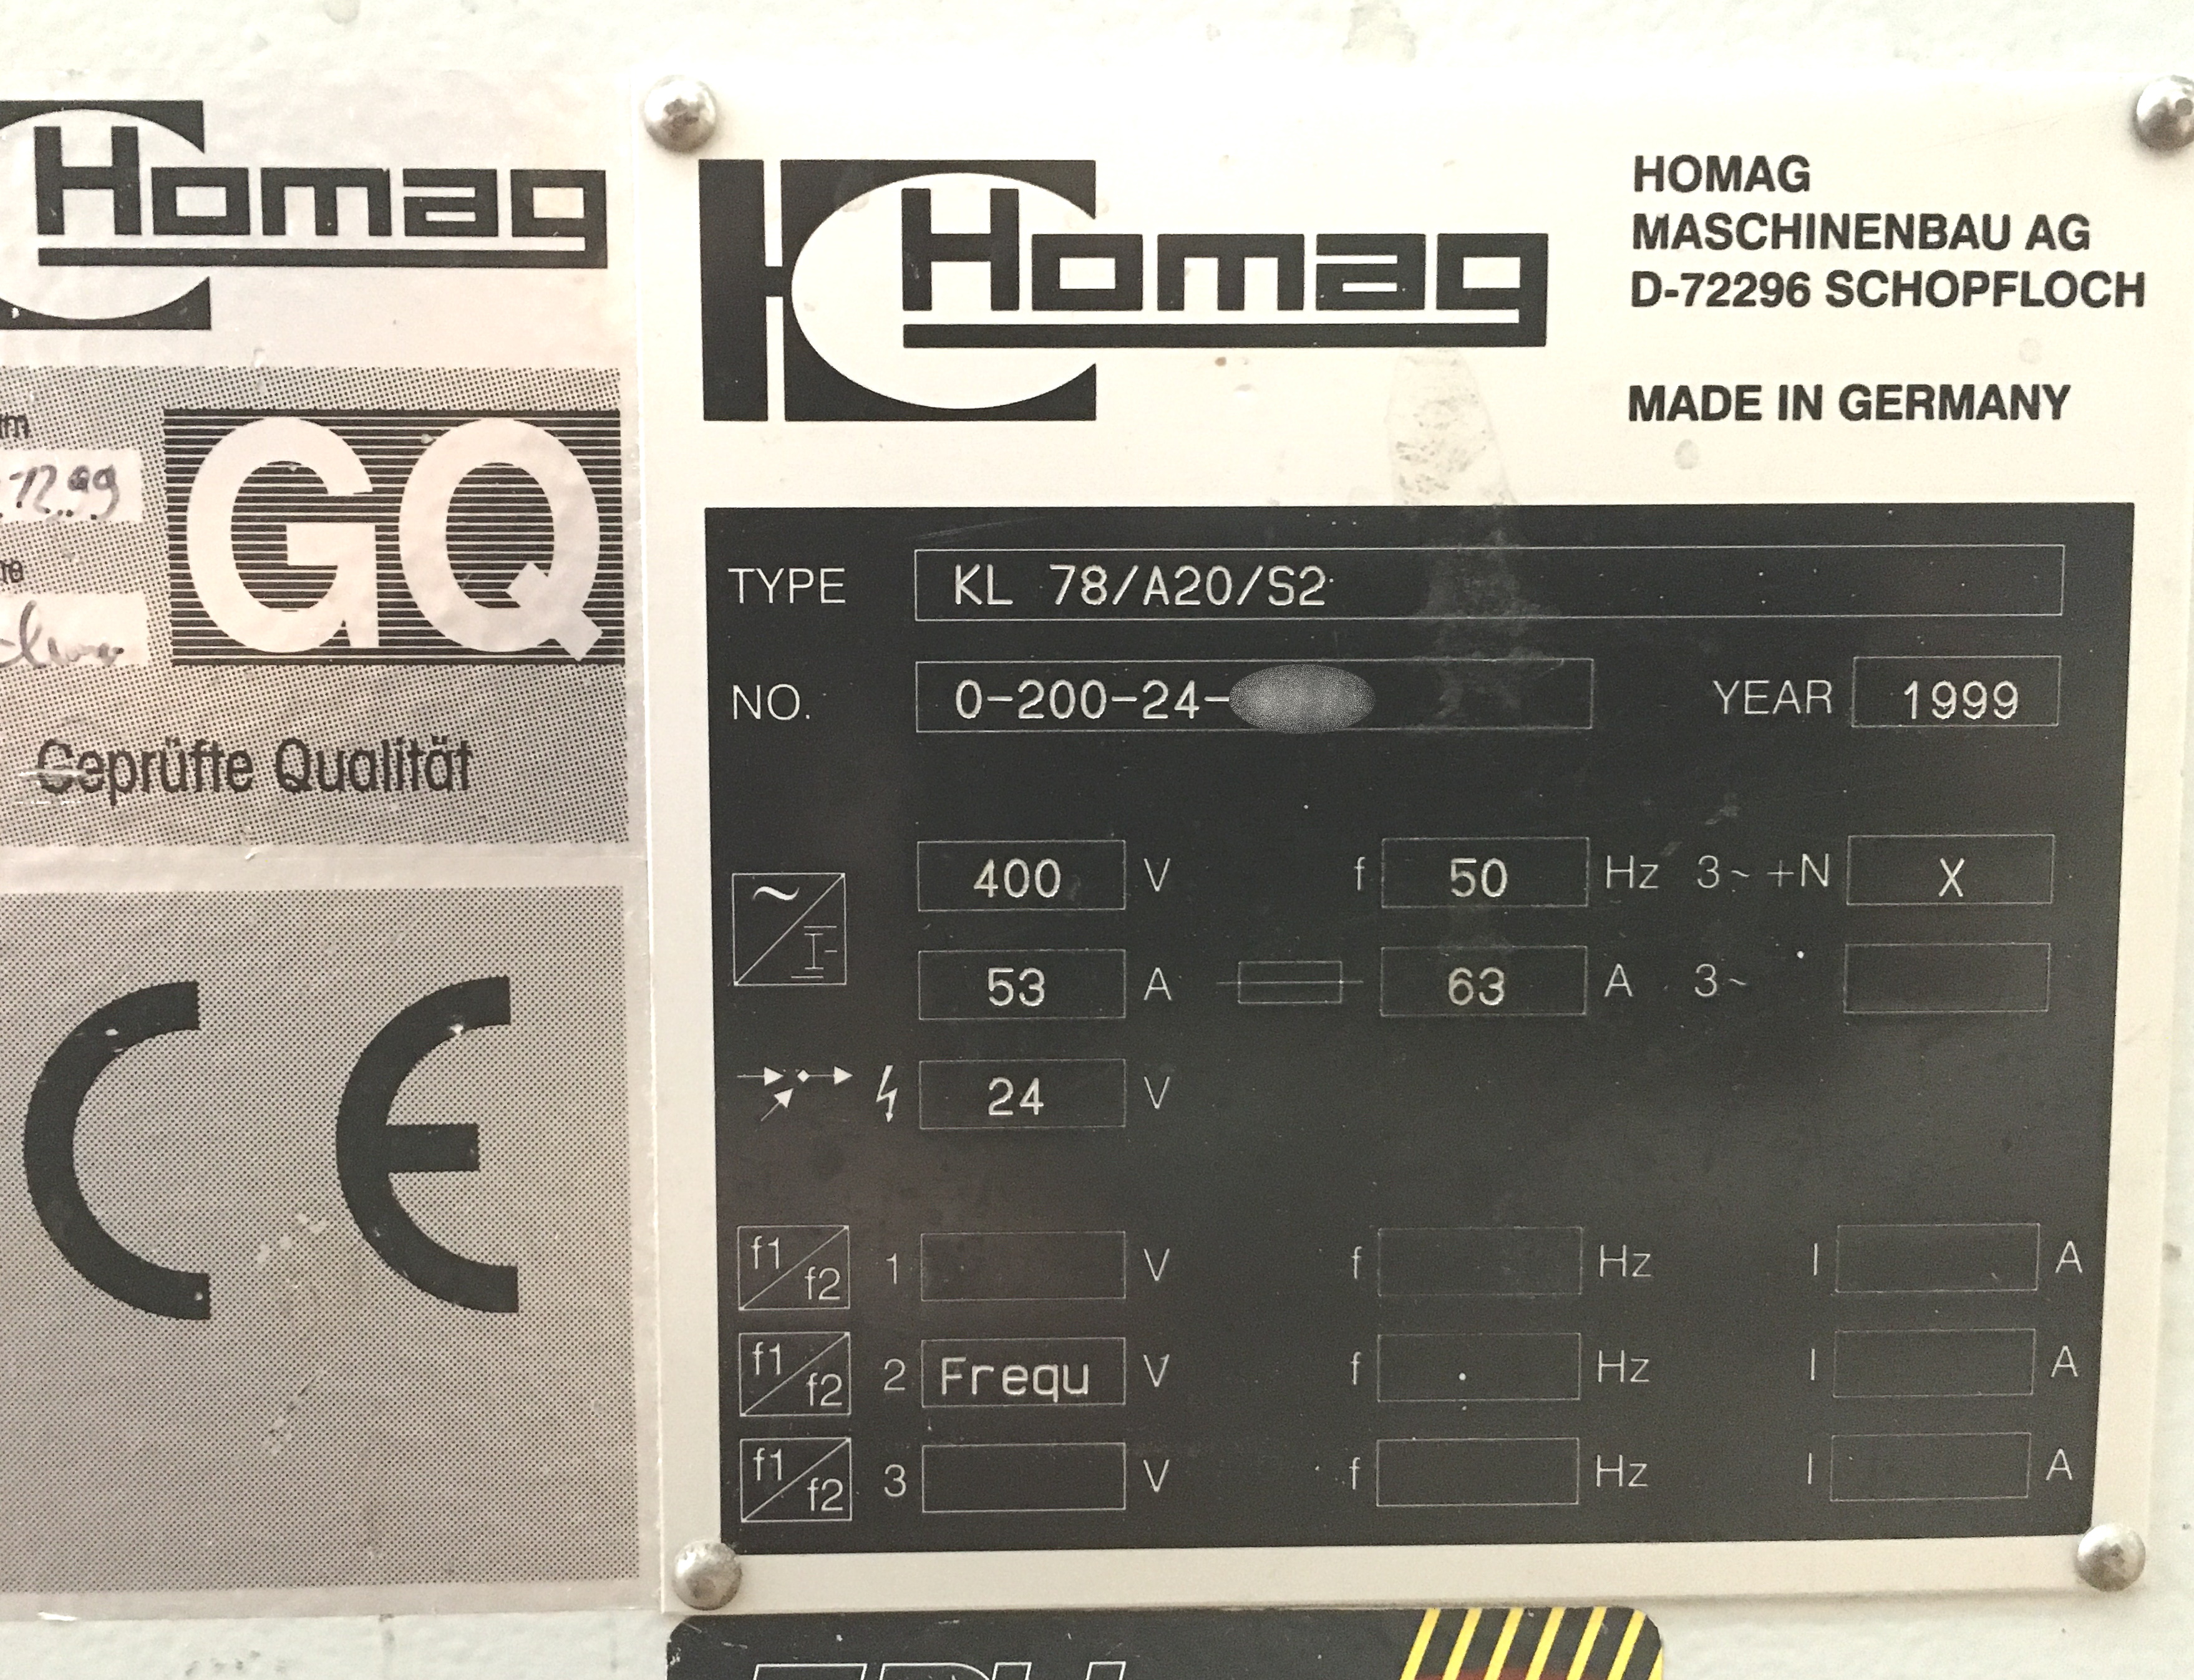 Homag
12.99
GQ
Geprüfte Qualität
CE
Homag
HOMAG
MASCHINENBAU AG
D-72296 SCHOPFLOCH
MADE IN GERMANY
TYPE KL 78/A20/S2
NO. 0-200-24- YEAR 1999
400 V f 50 Hz 3~ +N X
53 A 63 A 3~
24 V
f1 f2 1 V f Hz I A
f1 f2 2 Frequ V f Hz I A
f1 f2 3 V f Hz I A